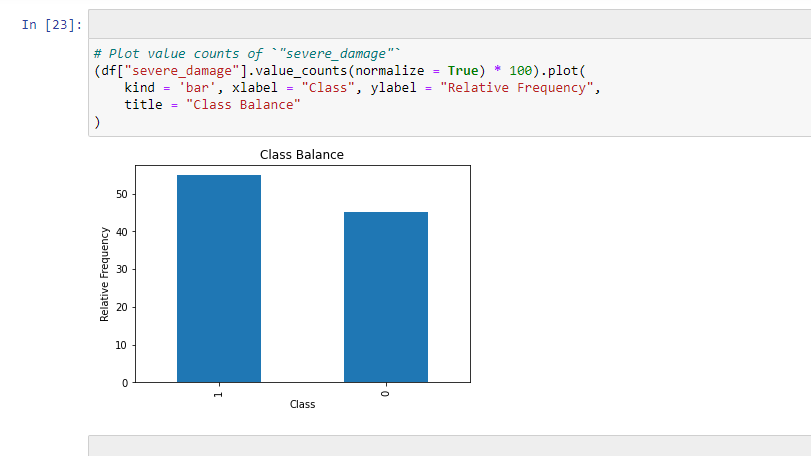 In [23]:
# Plot value counts of `"severe_damage"`
(df["severe_damage"].value_counts(normalize = True) * 100).plot(
    kind = 'bar', xlabel = "Class", ylabel = "Relative Frequency",
    title = "Class Balance"
)
Class Balance
Relative Frequency
50
40
30
20
10
0
1
0
Class